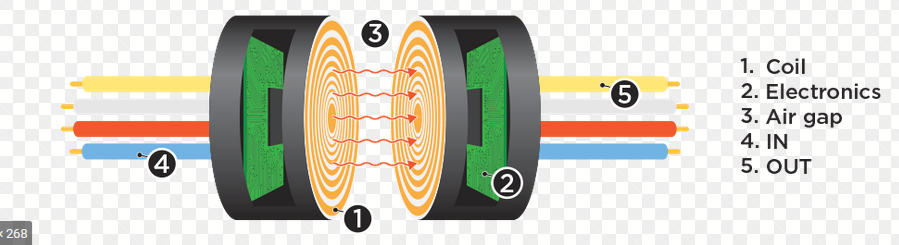 3
5
4
2
1
1. Coil
2. Electronics
3. Air gap
4. IN
5. OUT
× 268